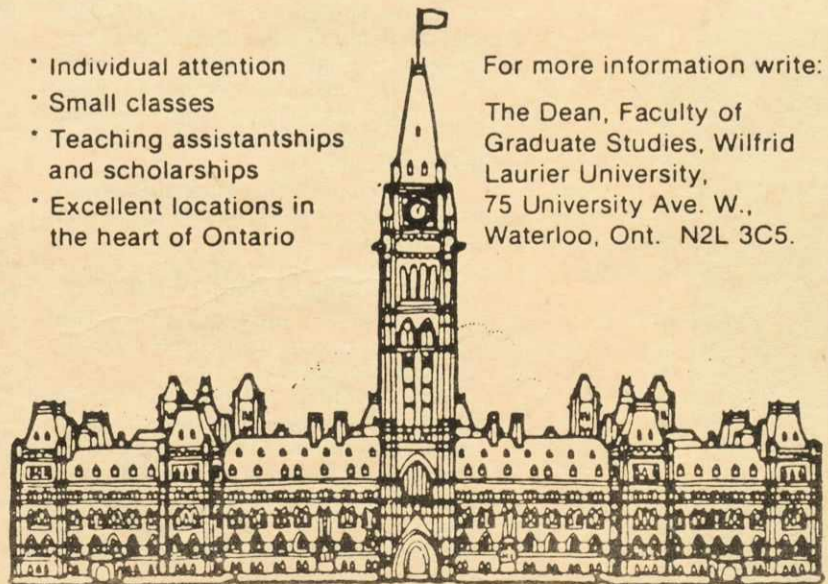 * Individual attention
* Small classes
* Teaching assistantships
and scholarships
* Excellent locations in
the heart of Ontario
For more information write:
The Dean, Faculty of
Graduate Studies, Wilfrid
Laurier University,
75 University Ave. W.,
Waterloo, Ont. N2L 3C5.